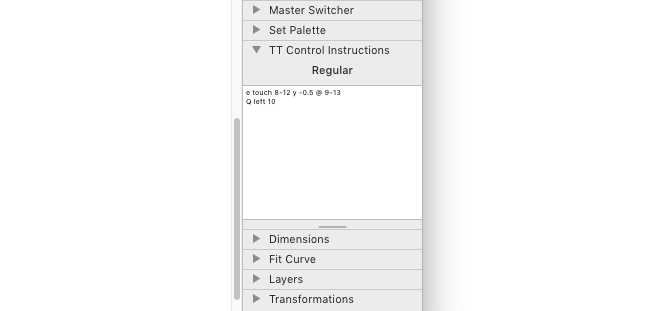 Master Switcher
Set Palette
TT Control Instructions
Regular
e touch 8-12 y -0.5 @ 9-13
Q left 10
Dimensions
Fit Curve
Layers
Transformations